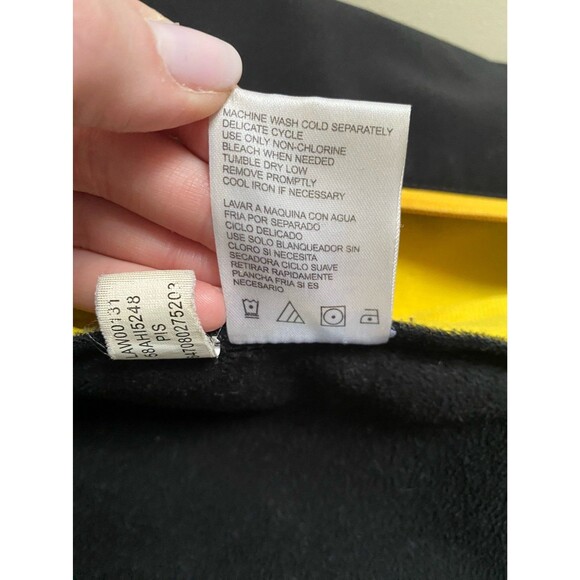 MACHINE WASH COLD SEPARATELY
DELICATE CYCLE
USE ONLY NON-CHLORINE
BLEACH WHEN NEEDED
TUMBLE DRY LOW
REMOVE PROMPTLY
COOL IRON IF NECESSARY
LAVAR A MAQUINA CON AGUA
FRIA POR SEPARADO
CICLO DELICADO
USE SOLO BLANQUEADOR SIN
CLORO SI NECESITA
SECADORA CICLO SUAVE
RETIRAR RAPIDAMENTE
PLANCHA FRIA SI ES
NECESARIO
PIS